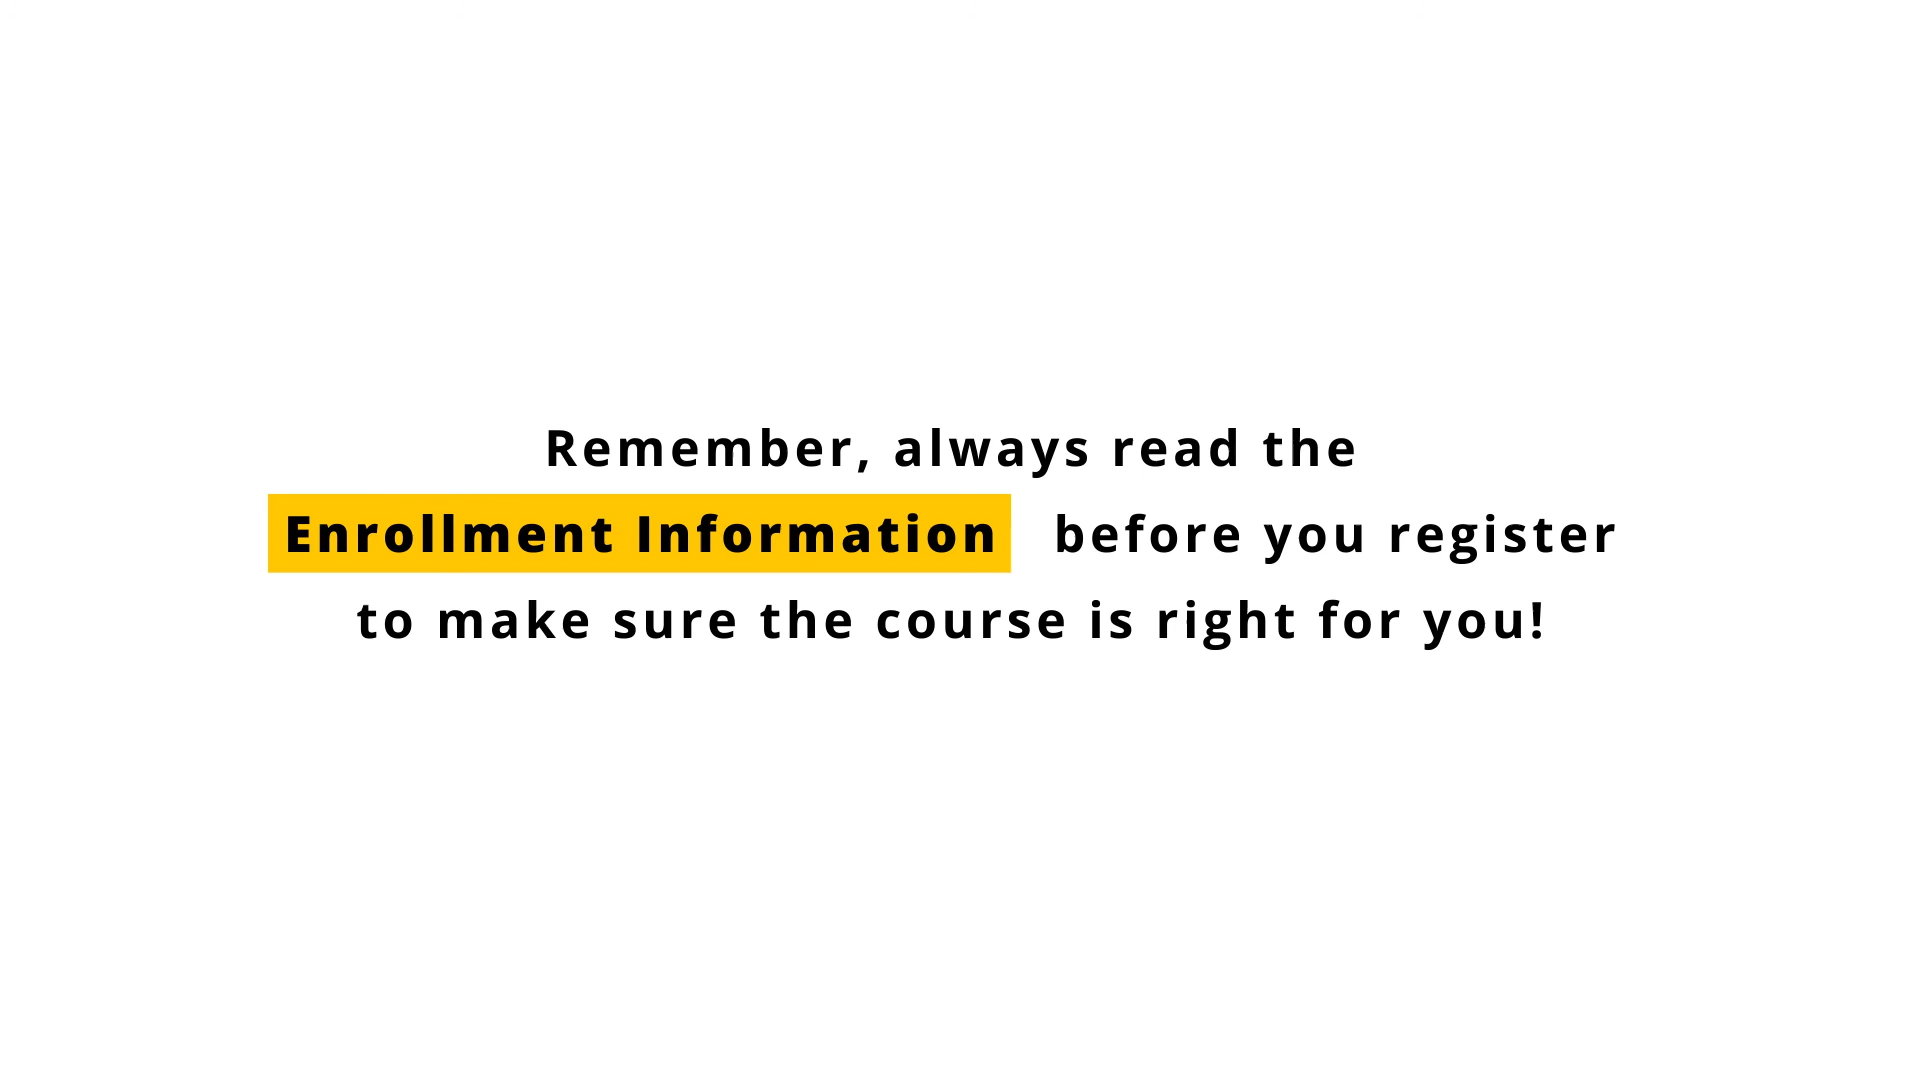 Remember, always read the
Enrollment Information before you register
to make sure the course is right for you!